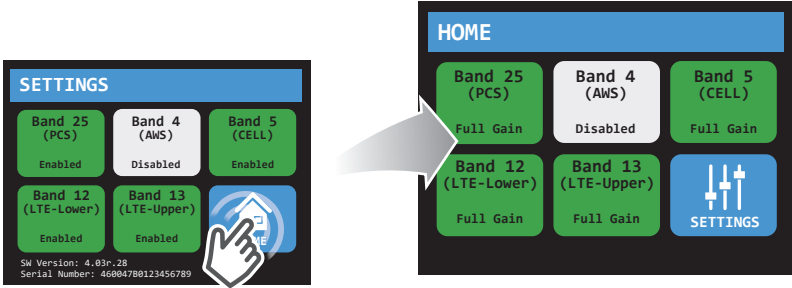 SETTINGS
Band 25
(PCS)
Enabled
Band 4
(AWS)
Disabled
Band 5
(CELL)
Enabled
Band 12
(LTE-Lower)
Enabled
Band 13
(LTE-Upper)
Enabled
SW Version: 4.03r.28
Serial Number: 460047B0123456789
HOME
Band 25
(PCS)
Full Gain
Band 4
(AWS)
Disabled
Band 5
(CELL)
Full Gain
Band 12
(LTE-Lower)
Full Gain
Band 13
(LTE-Upper)
Full Gain
SETTINGS